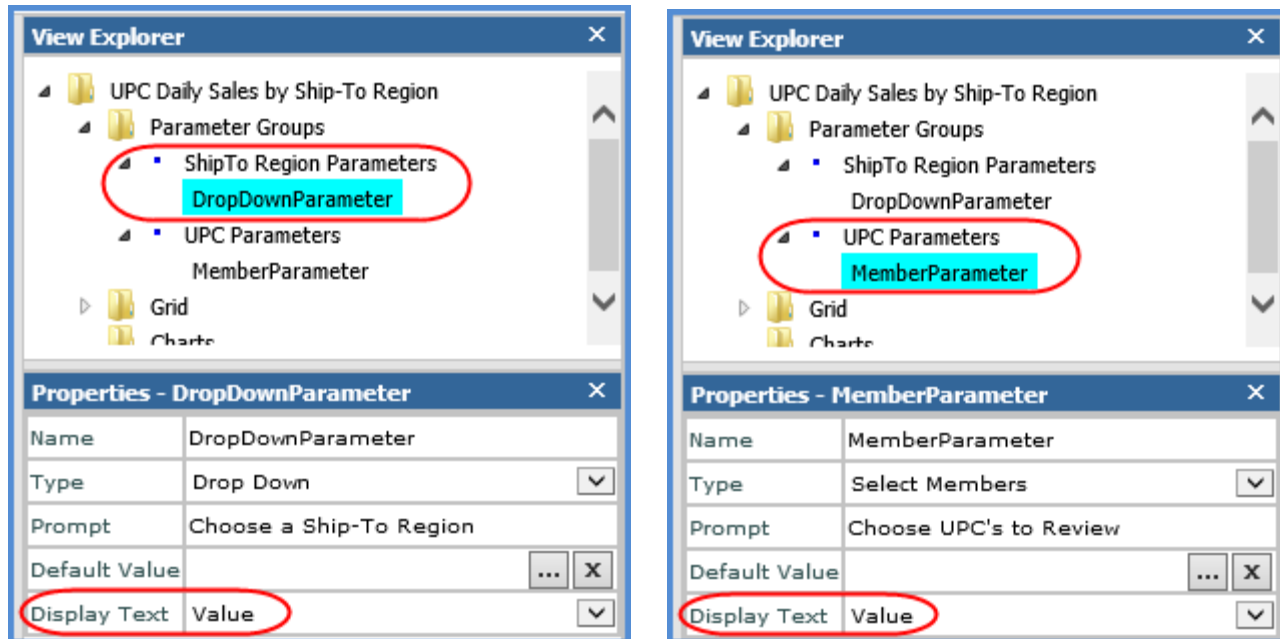 View Explorer ×
UPC Daily Sales by Ship-To Region
Parameter Groups
ShipTo Region Parameters
DropDownParameter
UPC Parameters
MemberParameter
Grid
Charts
Properties - DropDownParameter ×
Name DropDownParameter
Type Drop Down
Prompt Choose a Ship-To Region
Default Value ... x
Display Text Value
View Explorer ×
UPC Daily Sales by Ship-To Region
Parameter Groups
ShipTo Region Parameters
DropDownParameter
UPC Parameters
MemberParameter
Grid
Charts
Properties - MemberParameter ×
Name MemberParameter
Type Select Members
Prompt Choose UPC's to Review
Default Value ... x
Display Text Value